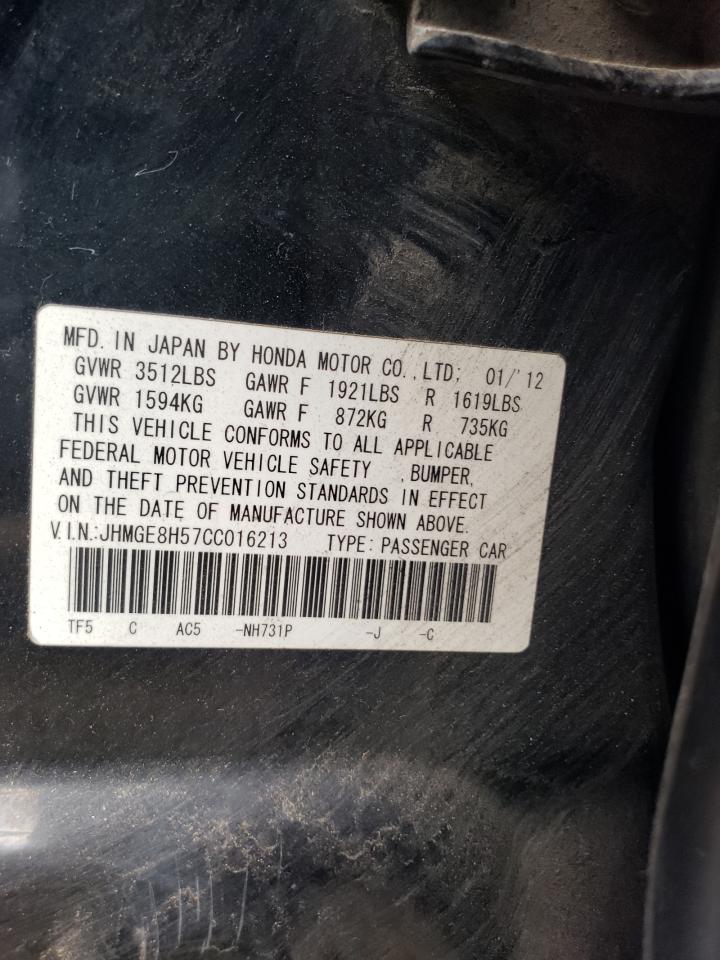 MFD. IN JAPAN BY HONDA MOTOR CO.,LTD; 01/'12
GVWR 3512LBS GAWR F 1921LBS R 1619LBS
GVWR 1594KG GAWR F 872KG R 735KG
THIS VEHICLE CONFORMS TO ALL APPLICABLE
FEDERAL MOTOR VEHICLE SAFETY ,BUMPER,
AND THEFT PREVENTION STANDARDS IN EFFECT
ON THE DATE OF MANUFACTURE SHOWN ABOVE.
V.I.N.:JHMGE8H57CC016213 TYPE: PASSENGER CAR
TF5 C AC5 -NH731P -J -C